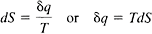 dS = δq/T or δq = TdS